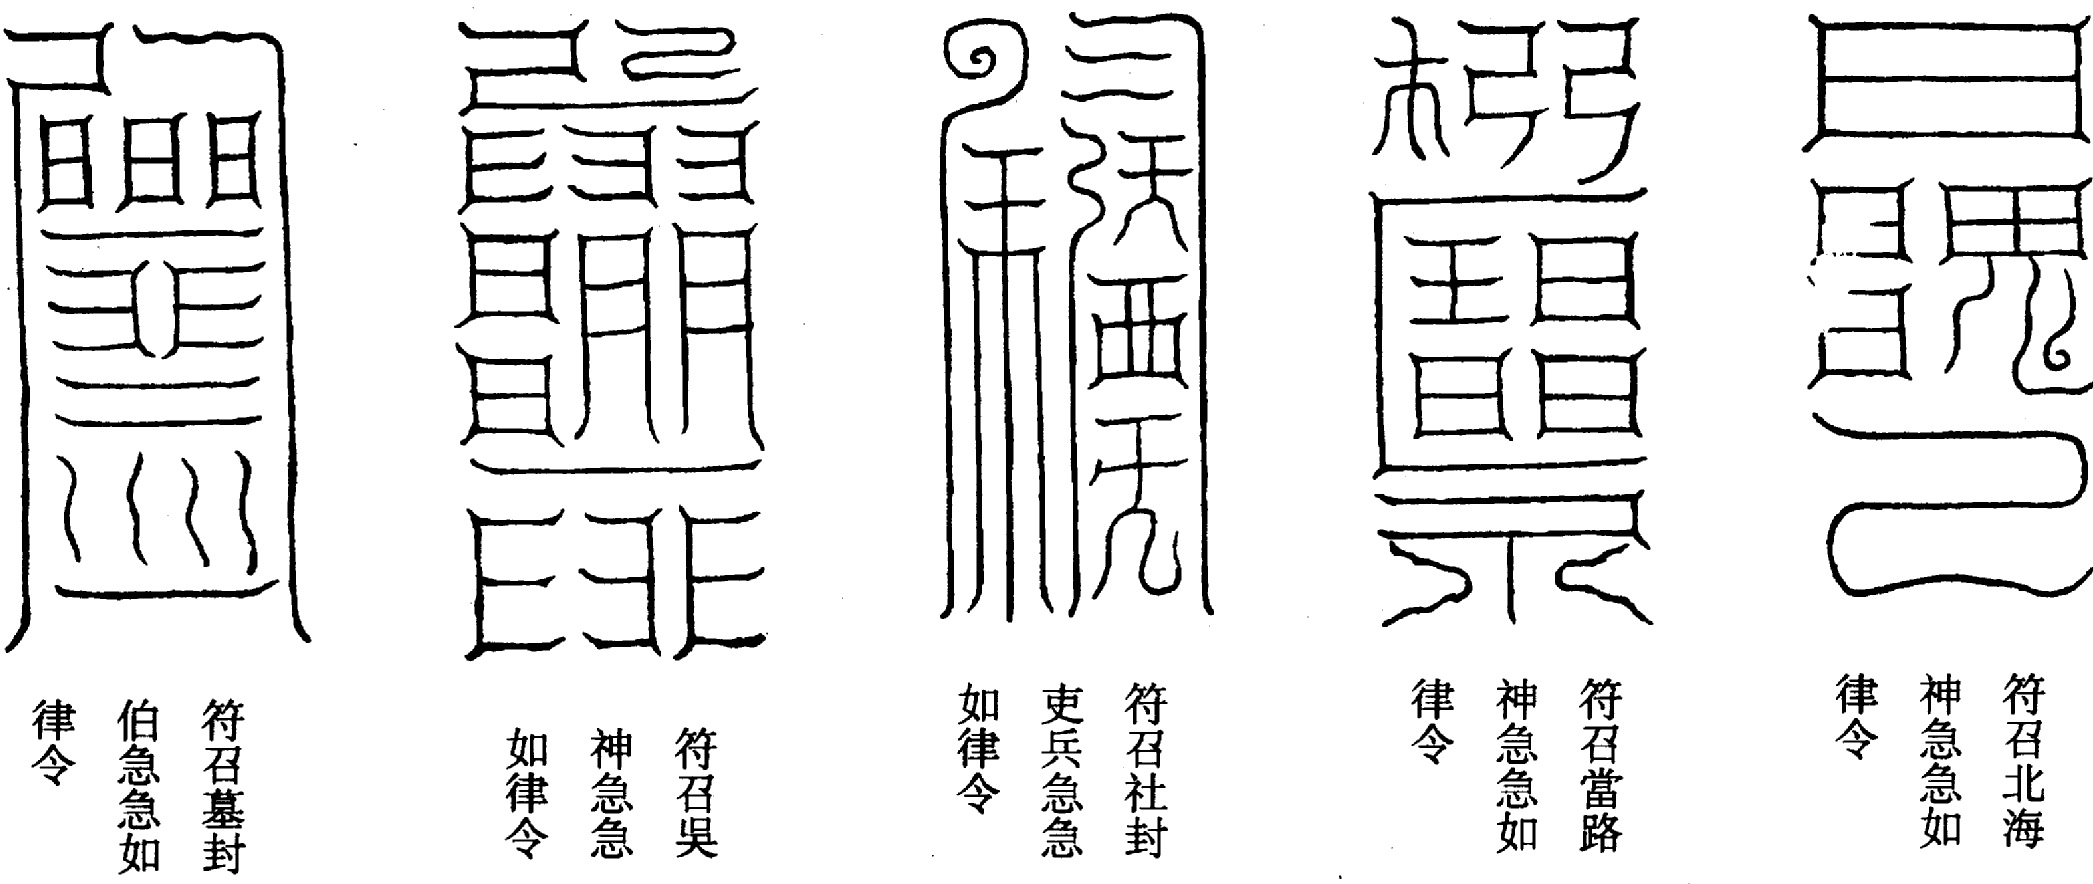 符召北海
神急急如
律令
符召當路
神急急如
律令
符召社封
吏兵急急
如律令
符召吳
神急急
如律令
符召墓封
伯急急如
律令